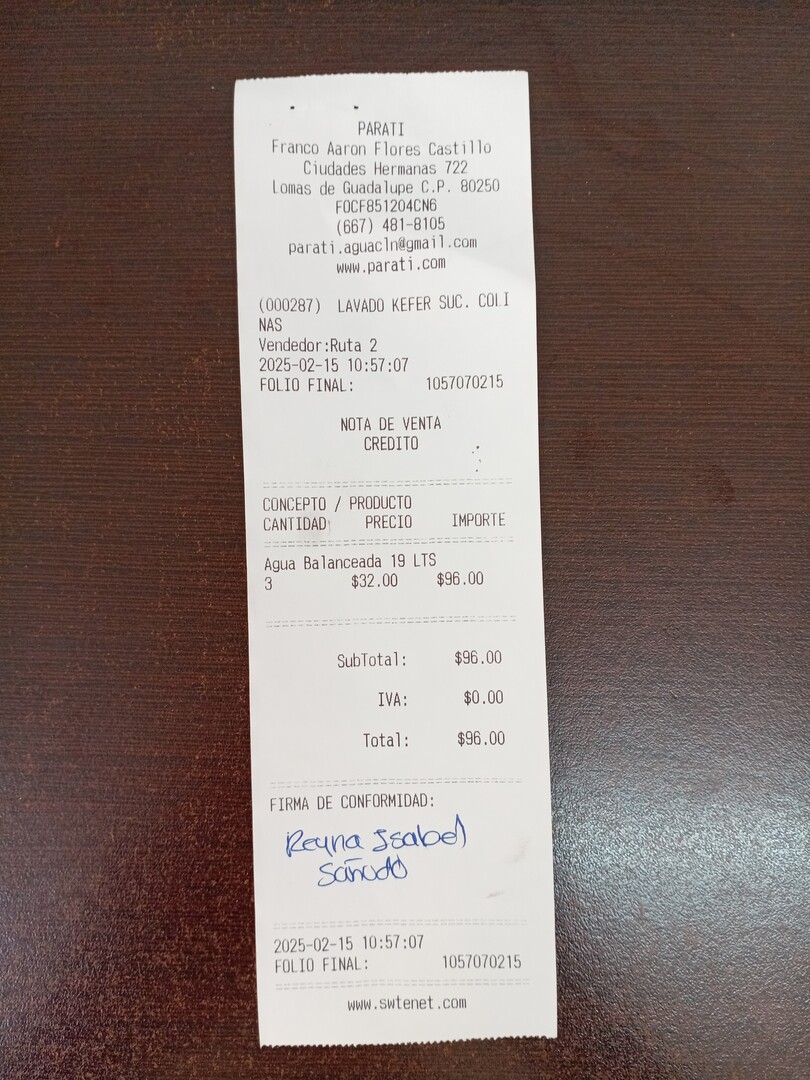 PARATI
Franco Aaron Flores Castillo
Ciudades Hermanas 722
Lomas de Guadalupe C.P. 80250
FOCF851204CN6
(667) 481-8105
parati.aguacln@gmail.com
www.parati.com
(000287) LAVADO KEFER SUC. COLI
NAS
Vendedor:Ruta 2
2025-02-15 10:57:07
FOLIO FINAL: 1057070215
NOTA DE VENTA
CREDITO
CONCEPTO / PRODUCTO
CANTIDAD PRECIO IMPORTE
Agua Balanceada 19 LTS
3 $32.00 $96.00
SubTotal: $96.00
IVA: $0.00
Total: $96.00
FIRMA DE CONFORMIDAD:
Reyna Isabel
Sañudo
2025-02-15 10:57:07
FOLIO FINAL: 1057070215
www.swtenet.com